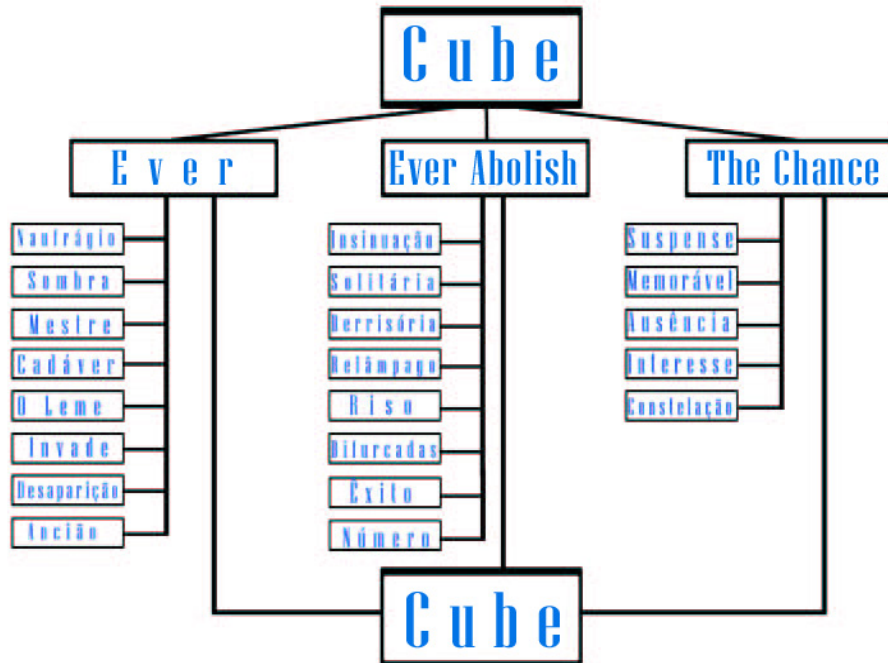 Cube
Ever
Ever Abolish
The Chance
Naufrágio
Sombra
Mestre
Cadáver
O Leme
Invade
Desaparição
Ancião
Insinuação
Solitária
Derrisória
Relâmpago
Riso
Bifurcadas
Êxito
Número
Suspense
Memorável
Ausência
Interesse
Constelação
Cube